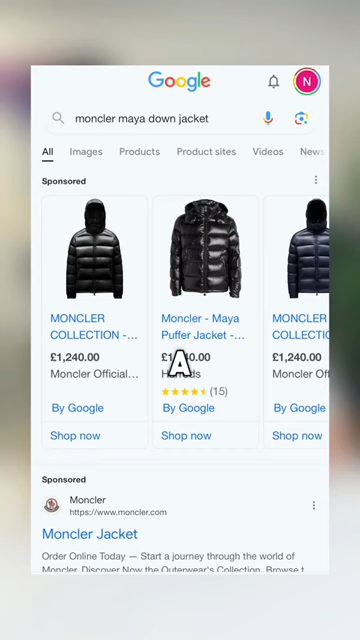 Google
N
moncler maya down jacket
All Images Products Product sites Videos News
Sponsored
MONCLER
COLLECTION -...
£1,240.00
Moncler Official...
By Google
Shop now
Moncler - Maya
Puffer Jacket -...
A
(15)
By Google
Shop now
MONCLER
£1,240.00
Moncler Off
By Google
Shop now
Sponsored
Moncler
https://www.moncler.com
Moncler Jacket
Order Online Today — Start a journey through the world of
Moncler. Discover Now the Outerwear's Collection. Browse t